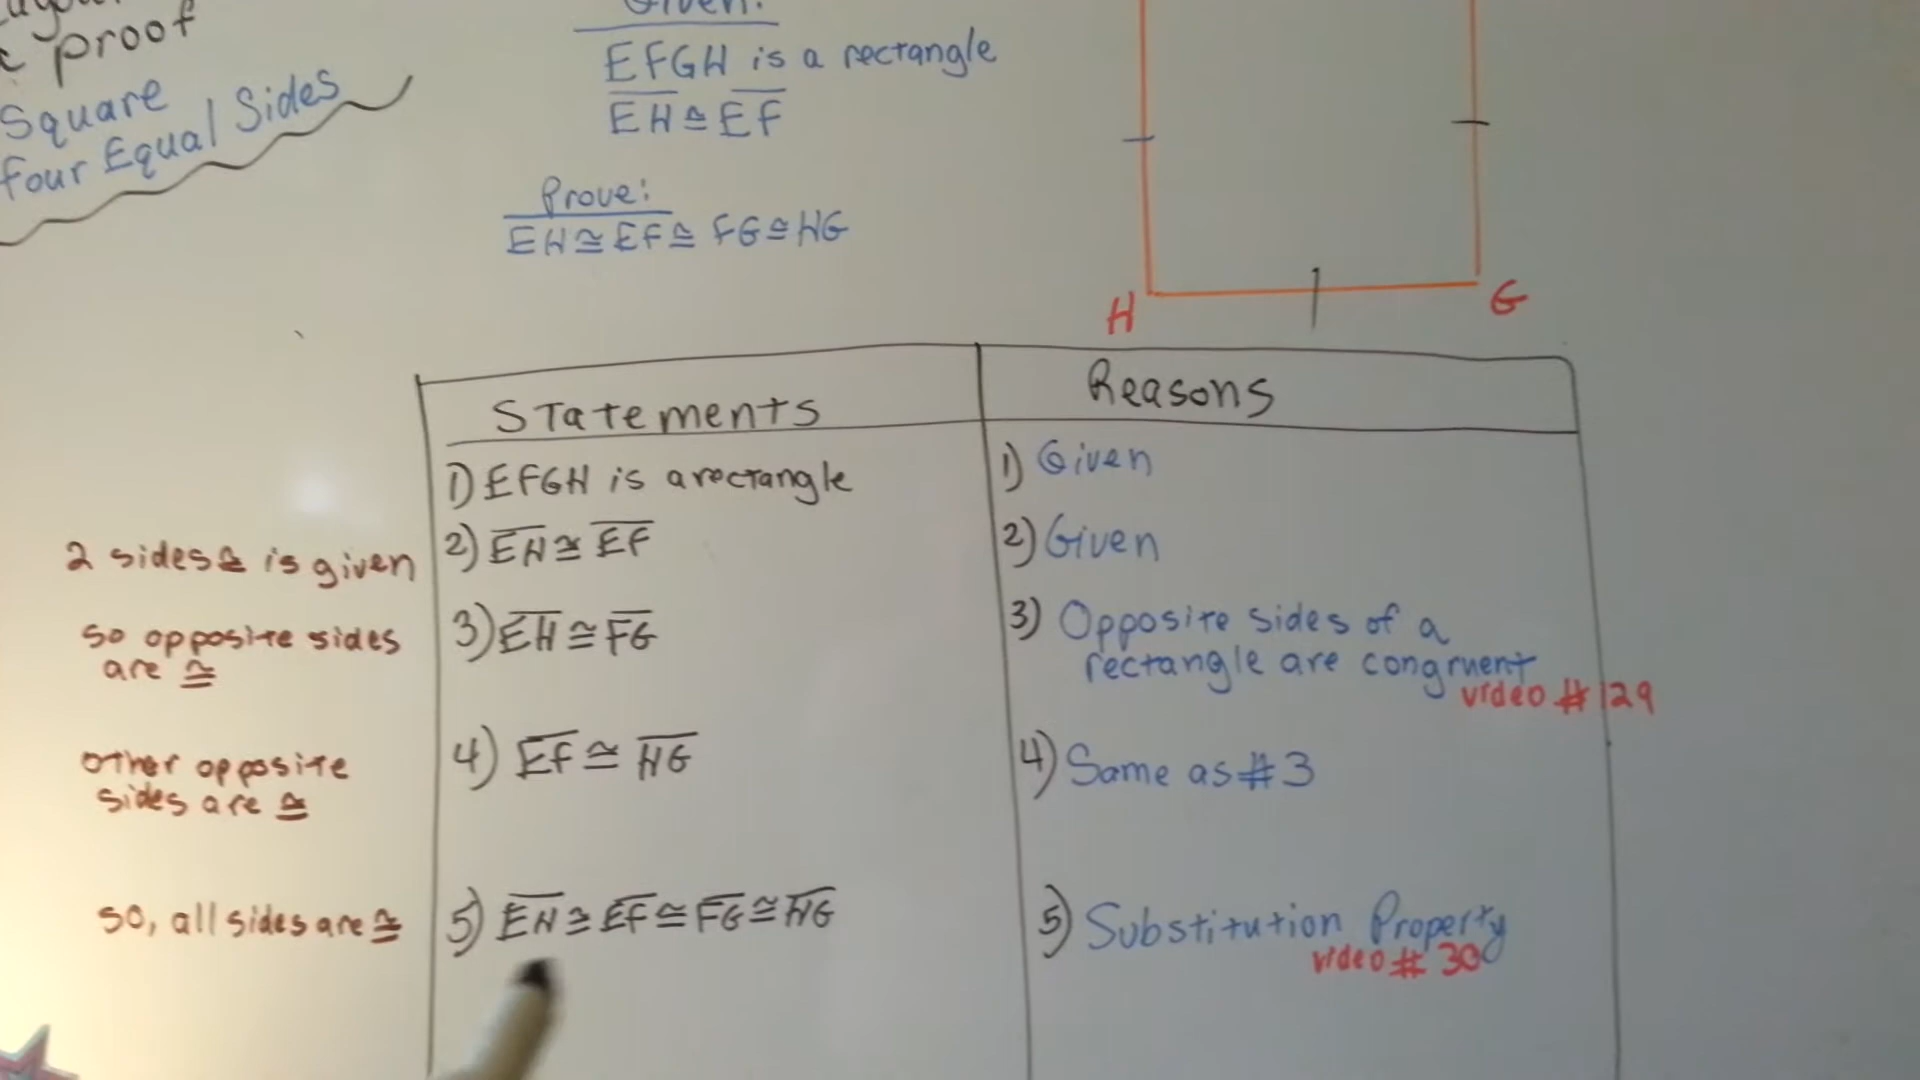 proof
Square
Four Equal Sides
Given:
EFGH is a rectangle
EH ≅ EF
Prove:
EH ≅ EF ≅ FG ≅ HG
H
G
Statements
Reasons
1) EFGH is a rectangle
1) Given
2 sides ≅ is given
2) EH ≅ EF
2) Given
so opposite sides
are ≅
3) EH ≅ FG
3) Opposite sides of a
rectangle are congruent
video # 129
other opposite
sides are ≅
4) EF ≅ HG
4) Same as #3
so, all sides are ≅
5) EH ≅ EF ≅ FG ≅ HG
5) Substitution Property
video # 30